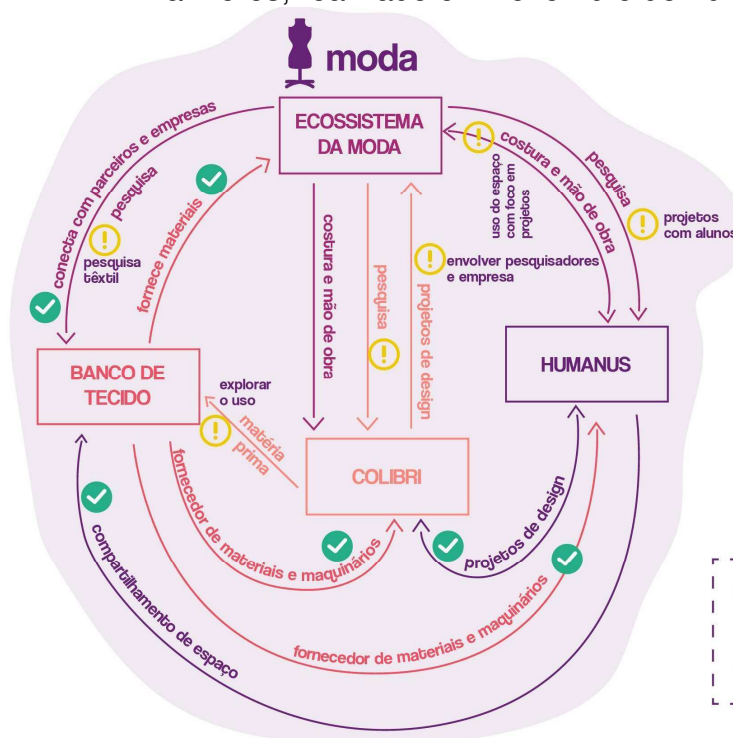 moda
ECOSSISTEMA
DA MODA
conecta com parceiros e empresas
pesquisa
pesquisa
têxtil
fornece materiais
costura e mão de obra
pesquisa
projetos de design
envolver pesquisadores
e empresa
uso do espaço
com foco em
projetos
costura e mão de obra
pesquisa
projetos
com alunos
BANCO DE
TECIDO
HUMANUS
explorar
o uso
matéria
prima
COLIBRI
fornecedor de materiais e maquinários
projetos de design
fornecedor de materiais e maquinários
compartilhamento de espaço